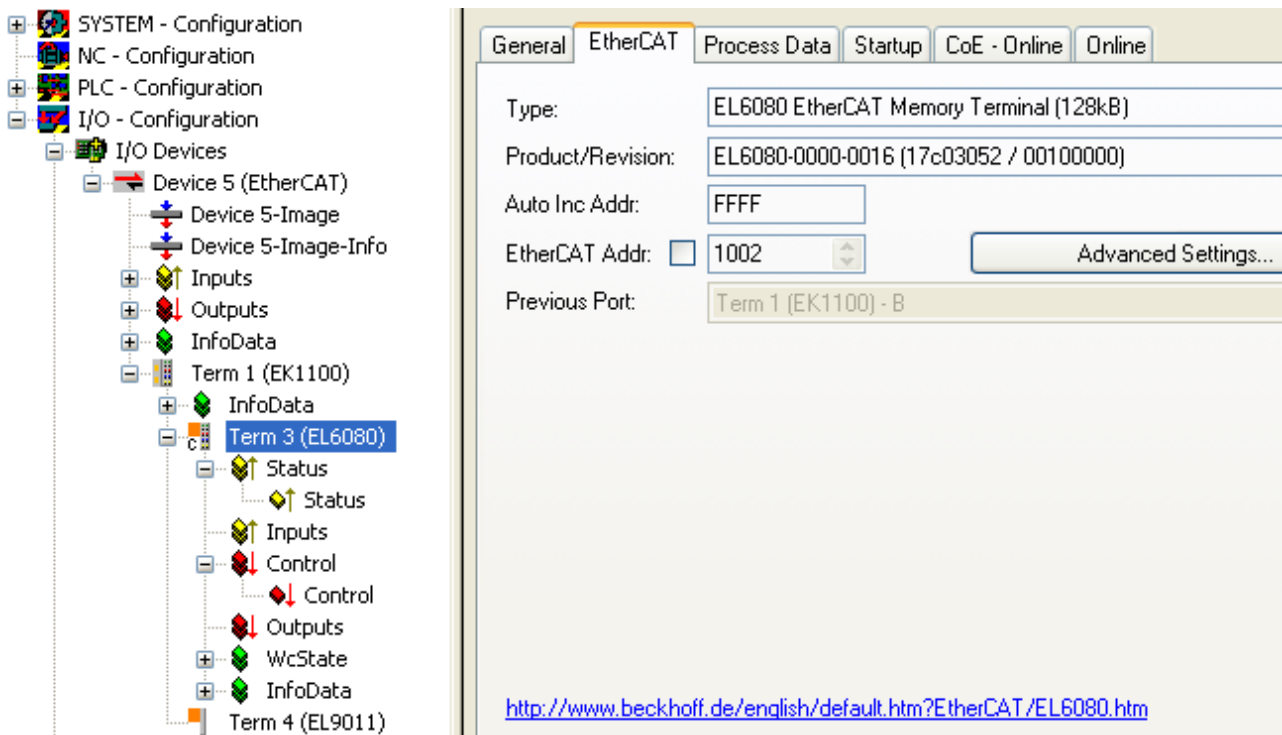 SYSTEM - Configuration
NC - Configuration
PLC - Configuration
I/O - Configuration
I/O Devices
Device 5 (EtherCAT)
Device 5-Image
Device 5-Image-Info
Inputs
Outputs
InfoData
Term 1 (EK1100)
InfoData
C
Term 3 (EL6080)
Status
Status
Inputs
Control
Control
Outputs
WcState
InfoData
Term 4 (EL9011)
General EtherCAT Process Data Startup CoE - Online Online
Type: EL6080 EtherCAT Memory Terminal (128kB)
Product/Revision: EL6080-0000-0016 (17c03052 / 00100000)
Auto Inc Addr: FFFF
EtherCAT Addr: 1002 Advanced Settings...
Previous Port: Term 1 (EK1100) - B
http://www.beckhoff.de/english/default.htm?EtherCAT/EL6080.htm